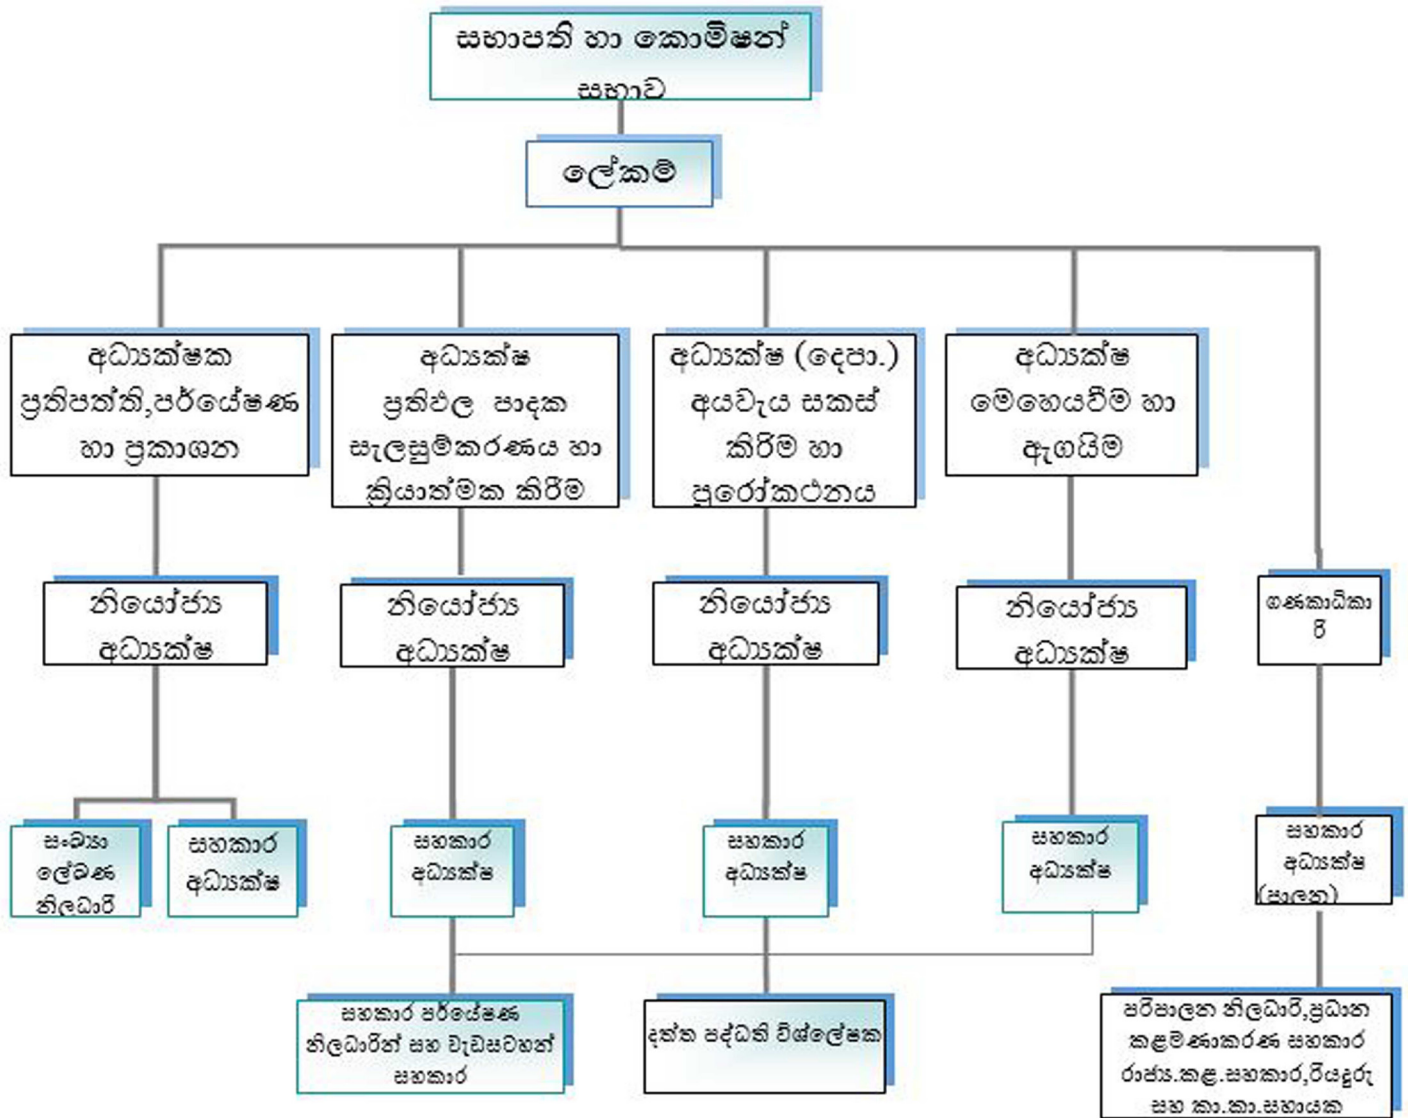 සභාපති හා කොමිෂන්
සභාව
ලේකම්
අධ්‍යක්ෂක
ප්‍රතිපත්ති,පර්යේෂණ
හා ප්‍රකාශන
අධ්‍යක්ෂ
ප්‍රතිඵල පාදක
සැලසුම්කරණය හා
ක්‍රියාත්මක කිරීම
අධ්‍යක්ෂ (දෙපා.)
අයවැය සකස්
කිරිම හා
පුරෝකථනය
අධ්‍යක්ෂ
මෙහෙයවීම හා
ඇගයිම
නියෝජ්‍ය
අධ්‍යක්ෂ
නියෝජ්‍ය
අධ්‍යක්ෂ
නියෝජ්‍ය
අධ්‍යක්ෂ
නියෝජ්‍ය
අධ්‍යක්ෂ
ගණකාධිකා
රි
සංඛ්‍යා
ලේඛණ
නිලධාරී
සහකාර
අධ්‍යක්ෂ
සහකාර
අධ්‍යක්ෂ
සහකාර
අධ්‍යක්ෂ
සහකාර
අධ්‍යක්ෂ
සහකාර
අධ්‍යක්ෂ
(පාලන)
සහකාර පර්යේෂණ
නිලධාරින් සහ වැඩසටහන්
සහකාර
දත්ත පද්ධති විශ්ලේෂක
පරිපාලන නිලධාරි,ප්‍රධාන
කළමණාකරණ සහකාර
රාජ්‍ය.කළ.සහකාර,රියදුරු
සහ කා.කා.සහායක